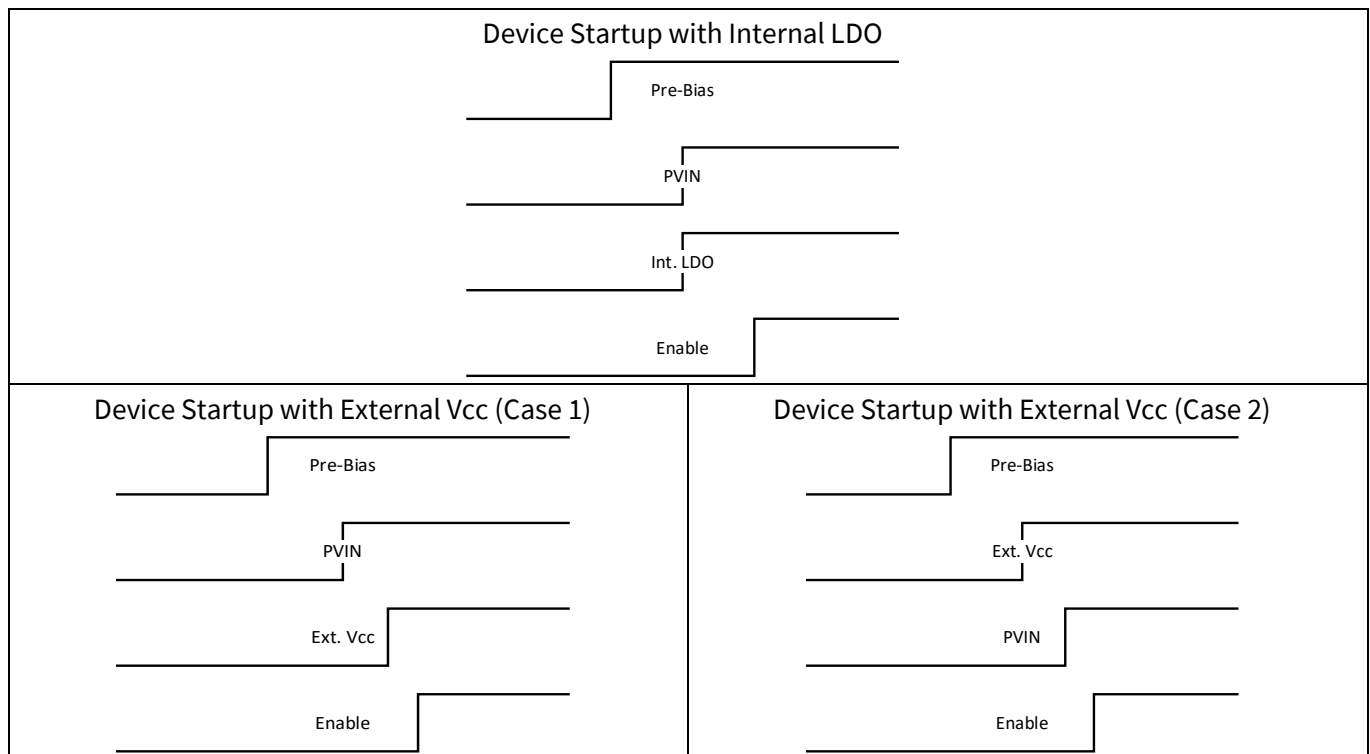 Device Startup with Internal LDO
Pre-Bias
PVIN
Int. LDO
Enable
Device Startup with External Vcc (Case 1)
Pre-Bias
PVIN
Ext. Vcc
Enable
Device Startup with External Vcc (Case 2)
Pre-Bias
Ext. Vcc
PVIN
Enable